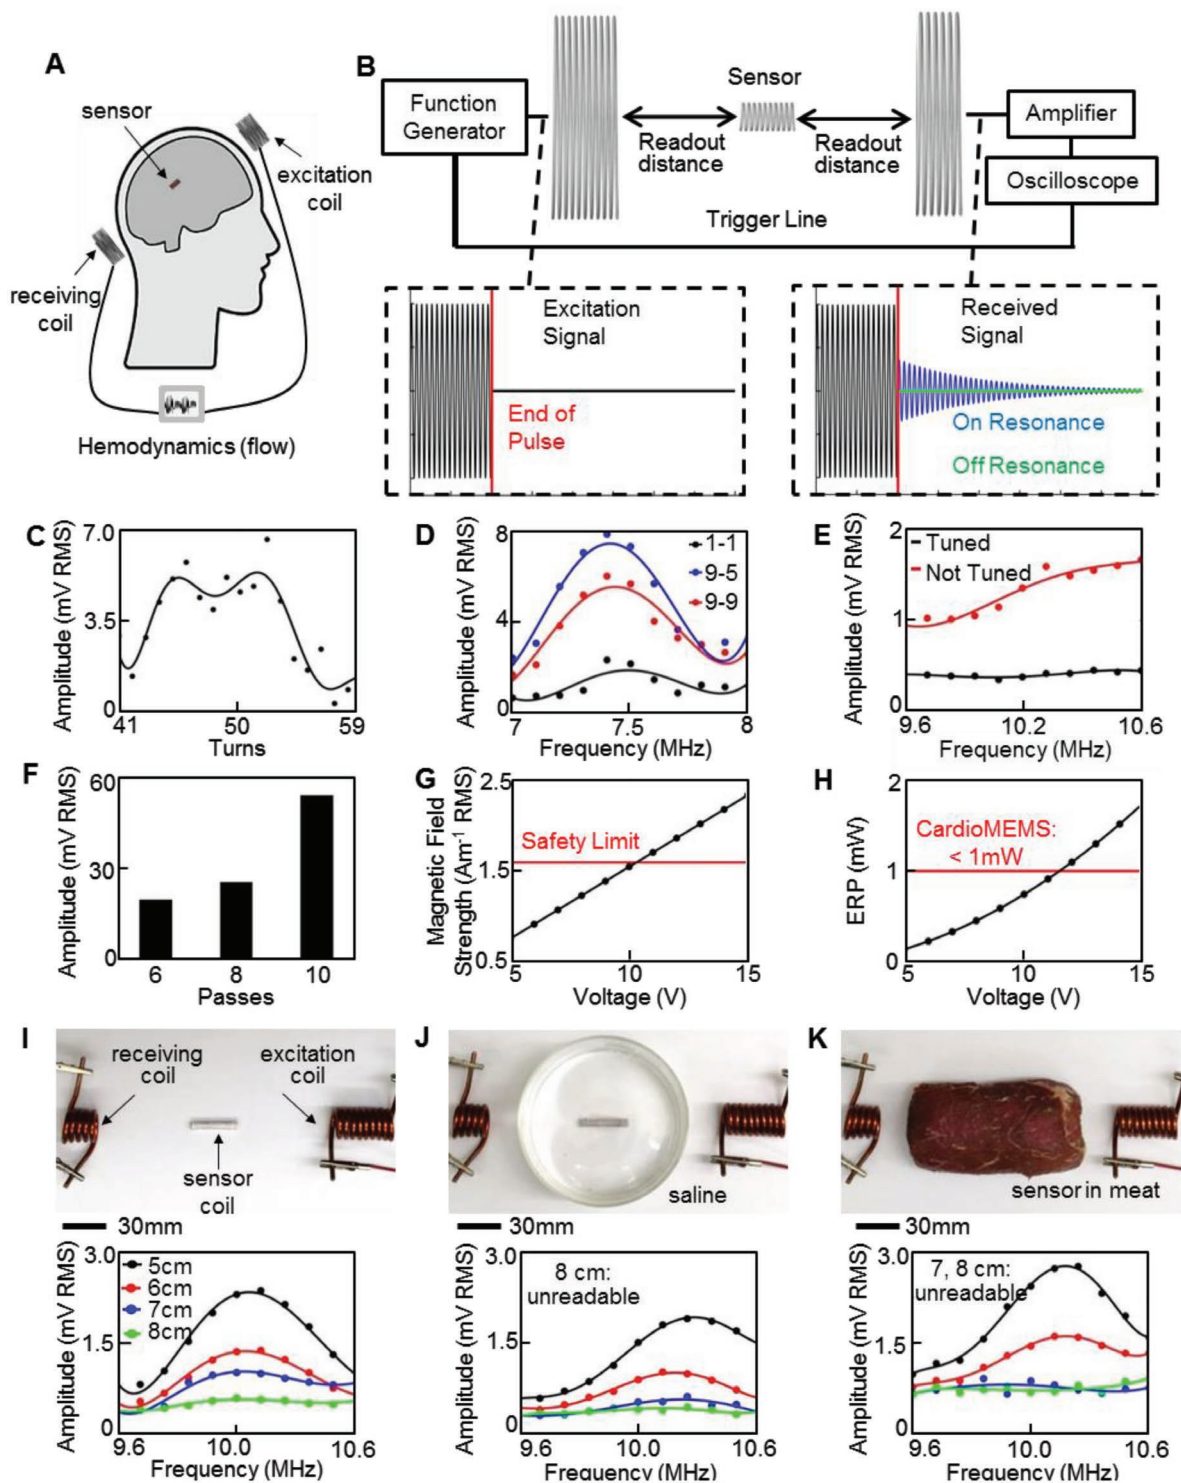 A
sensor
excitation
coil
receiving
coil
Hemodynamics (flow)
B
Function
Generator
Sensor
Readout
distance
Readout
distance
Amplifier
Oscilloscope
Trigger Line
Excitation
Signal
End of
Pulse
Received
Signal
On Resonance
Off Resonance
C
Amplitude (mV RMS)
7.0
3.5
0
41
50
59
Turns
D
Amplitude (mV RMS)
8
4
0
1-1
9-5
9-9
7
7.5
8
Frequency (MHz)
E
Amplitude (mV RMS)
2
1
0
Tuned
Not Tuned
9.6
10.2
10.6
Frequency (MHz)
F
Amplitude (mV RMS)
60
30
0
6
8
10
Passes
G
Magnetic Field
Strength (Am-1 RMS)
2.5
1.5
0.5
Safety Limit
5
10
15
Voltage (V)
H
ERP (mW)
2
1
0
CardioMEMS:
< 1mW
5
10
15
Voltage (V)
I
receiving
coil
excitation
coil
sensor
coil
30mm
Amplitude (mV RMS)
3.0
1.5
0
5cm
6cm
7cm
8cm
9.6
10.0
10.6
Frequency (MHz)
J
saline
30mm
Amplitude (mV RMS)
3.0
1.5
0
8 cm:
unreadable
9.6
10.0
10.6
Frequency (MHz)
K
sensor in meat
30mm
Amplitude (mV RMS)
3.0
1.5
0
7, 8 cm:
unreadable
9.6
10.0
10.6
Frequency (MHz)